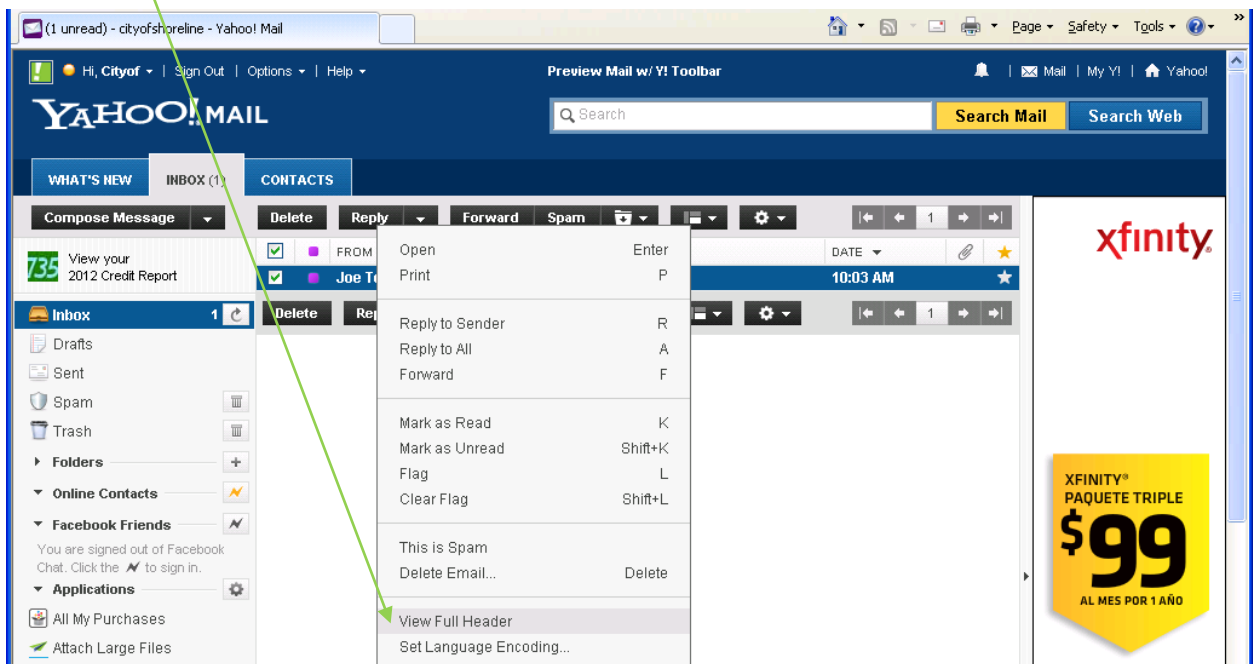 (1 unread) - cityofshoreline - Yahoo! Mail
Page Safety Tools
Hi, Cityof | Sign Out | Options | Help
Preview Mail w/ Y! Toolbar
| Mail | My Y! | Yahoo!
YAHOO! MAIL
Search
Search Mail
Search Web
WHAT'S NEW
INBOX (1)
CONTACTS
Compose Message
Delete Reply Forward Spam
1
xfinity
735
View your
2012 Credit Report
FROM
DATE
Joe
10:03 AM
Inbox 1
Delete
1
Drafts
Sent
Spam
Trash
Folders
Online Contacts
Facebook Friends
You are signed out of Facebook
Chat. Click the to sign in.
Applications
All My Purchases
Attach Large Files
Open Enter
Print P
Reply to Sender R
Reply to All A
Forward F
Mark as Read K
Mark as Unread Shift+K
Flag L
Clear Flag Shift+L
This is Spam
Delete Email... Delete
View Full Header
Set Language Encoding...
XFINITY®
PAQUETE TRIPLE
$99
AL MES POR 1 AÑO